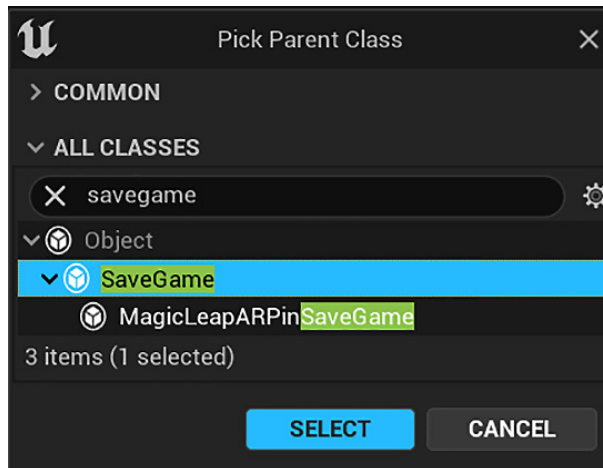 Pick Parent Class
COMMON
ALL CLASSES
savegame
Object
SaveGame
MagicLeapARPinSaveGame
3 items (1 selected)
SELECT CANCEL